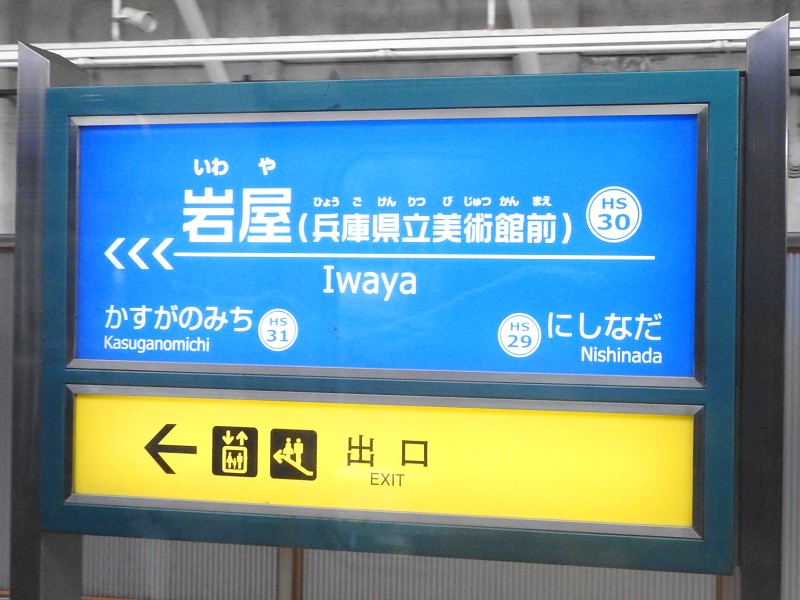 いわ や
ひょう ご けん りつ び じゅつ かん まえ
岩屋(兵庫県立美術館前) HS 30
Iwaya
かすがのみち HS 31 HS 29 にしなだ
Kasuganomichi Nishinada
出口
EXIT